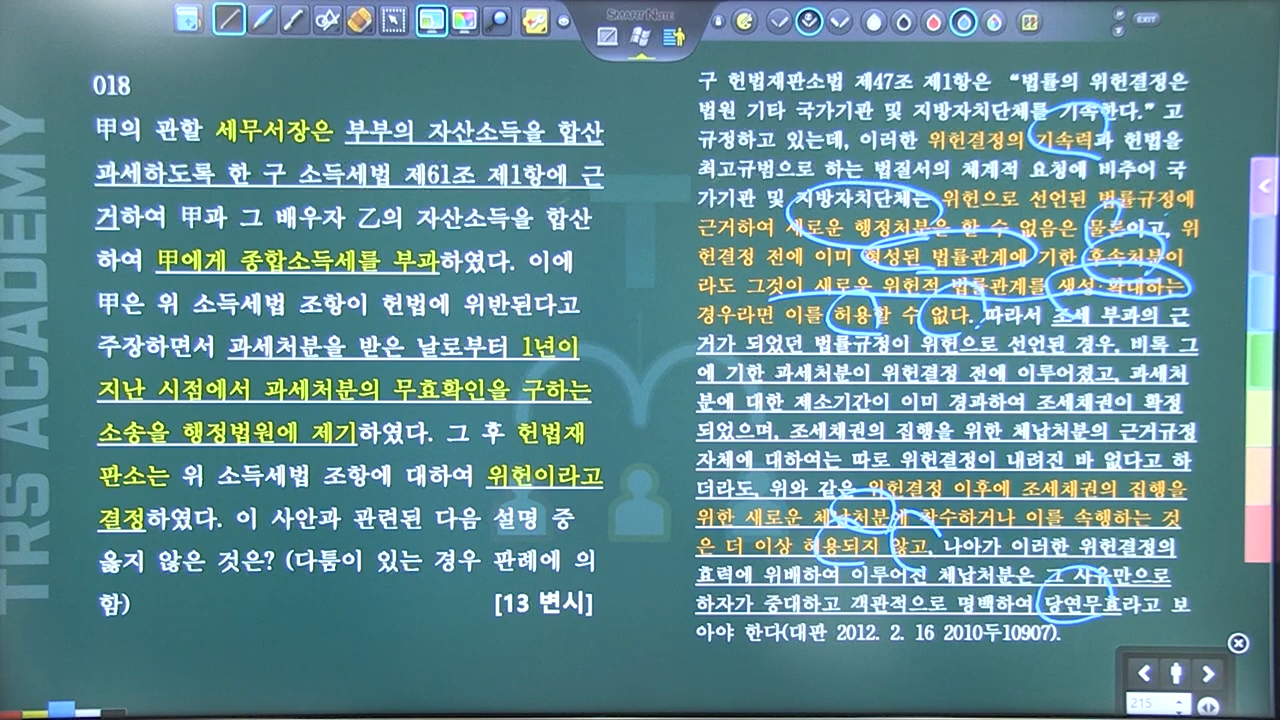 SMART NOTE
EXIT
TRS ACADEMY
018
甲의 관할 세무서장은 부부의 자산소득을 합산
과세하도록 한 구 소득세법 제61조 제1항에 근
거하여 甲과 그 배우자 乙의 자산소득을 합산
하여 甲에게 종합소득세를 부과하였다. 이에
甲은 위 소득세법 조항이 헌법에 위반된다고
주장하면서 과세처분을 받은 날로부터 1년이
지난 시점에서 과세처분의 무효확인을 구하는
소송을 행정법원에 제기하였다. 그 후 헌법재
판소는 위 소득세법 조항에 대하여 위헌이라고
결정하였다. 이 사안과 관련된 다음 설명 중
옳지 않은 것은? (다툼이 있는 경우 판례에 의
함)
[13 변시]
구 헌법재판소법 제47조 제1항은 “법률의 위헌결정은
법원 기타 국가기관 및 지방자치단체를 기속한다.” 고
규정하고 있는데, 이러한 위헌결정의 기속력과 헌법을
최고규범으로 하는 법질서의 체계적 요청에 비추어 국
가기관 및 지방자치단체는 위헌으로 선언된 법률규정에
근거하여 새로운 행정처분을 할 수 없음은 물론이고, 위
헌결정 전에 이미 형성된 법률관계에 기한 후속처분이
라도 그것이 새로운 위헌적 법률관계를 생성·확대하는
경우라면 이를 허용할 수 없다. 따라서 조세 부과의 근
거가 되었던 법률규정이 위헌으로 선언된 경우, 비록 그
에 기한 과세처분이 위헌결정 전에 이루어졌고, 과세처
분에 대한 제소기간이 이미 경과하여 조세채권이 확정
되었으며, 조세채권의 집행을 위한 체납처분의 근거규정
자체에 대하여는 따로 위헌결정이 내려진 바 없다고 하
더라도, 위와 같은 위헌결정 이후에 조세채권의 집행을
위한 새로운 체납처분에 착수하거나 이를 속행하는 것
은 더 이상 허용되지 않고, 나아가 이러한 위헌결정의
효력에 위배하여 이루어진 체납처분은 그 사유만으로
하자가 중대하고 객관적으로 명백하여 당연무효라고 보
아야 한다(대판 2012. 2. 16 2010두10907).
215